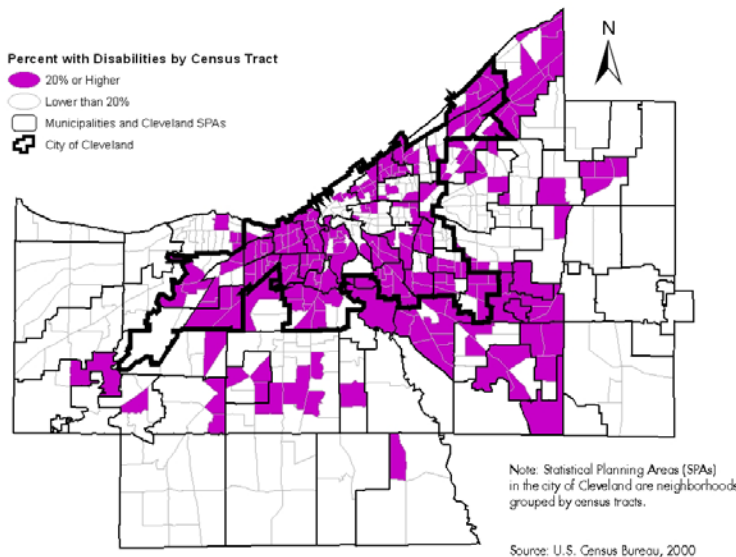 N
Percent with Disabilities by Census Tract
20% or Higher
Lower than 20%
Municipalities and Cleveland SPAs
City of Cleveland
Note: Statistical Planning Areas (SPAs)
in the city of Cleveland are neighborhoods
grouped by census tracts.
Source: U.S. Census Bureau, 2000